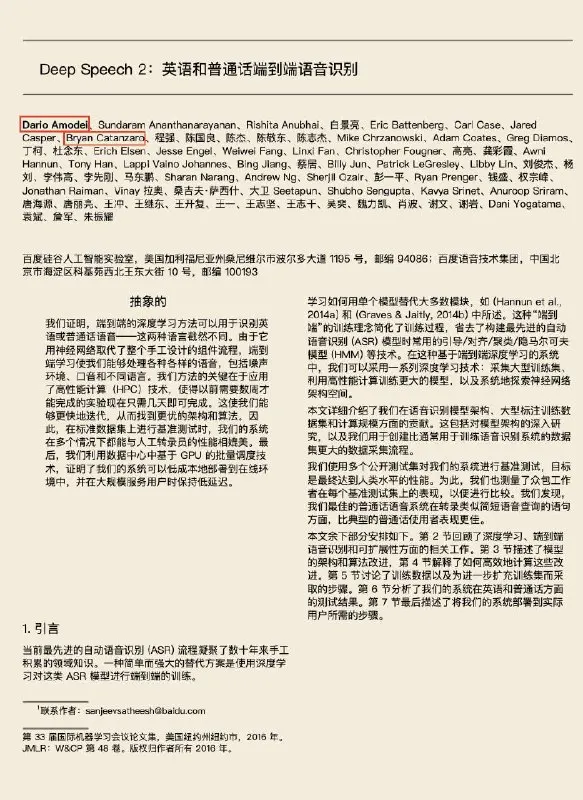 Deep Speech 2：英语和普通话端到端语音识别
Dario Amodei、Sundaram Ananthanarayanan、Rishita Anubhai、白景亮、Eric Battenberg、Carl Case、Jared
Casper、Bryan Catanzaro、程强、陈国良、陈杰、陈敬东、陈志杰、Mike Chrzanowski、Adam Coates、Greg Diamos、
丁柯、杜念东、Erich Elsen、Jesse Engel、Weiwei Fang、Linxi Fan、Christopher Fougner、高亮、龚彩霞、Awni
Hannun、Tony Han、Lappi Vaino Johannes、Bing Jiang、蔡居、Billy Jun、Patrick LeGresley、Libby Lin、刘俊杰、杨
刘、李伟高、李先刚、马东鹏、Sharan Narang、Andrew Ng、Sherjil Ozair、彭一平、Ryan Prenger、钱盛、权宗峰、
Jonathan Raiman、Vinay 拉奥、桑吉夫·萨西什、大卫 Seetapun、Shubho Sengupta、Kavya Srinet、Anuroop Sriram、
唐海源、唐丽亮、王冲、王继东、王开复、王一、王志坚、王志干、吴奕、魏力凯、肖波、谢文、谢岩、Dani Yogatama、
袁斌、詹军、朱振耀
百度硅谷人工智能实验室，美国加利福尼亚州桑尼维尔市波尔多大道 1195 号，邮编 94086；百度语音技术集团，中国北
京市海淀区科基苑西北王东大街 10 号，邮编 100193
抽象的
我们证明，端到端的深度学习方法可以用于识别英
语或普通话语音——这两种语言截然不同。由于它
用神经网络取代了整个手工设计的组件流程，端到
端学习使我们能够处理各种各样的语音，包括噪声
环境、口音和不同语言。我们方法的关键在于应用
了高性能计算 (HPC) 技术，使得以前需要数周才
能完成的实验现在只需几天即可完成。这使我们能
够更快地迭代，从而找到更优的架构和算法。因
此，在标准数据集上进行基准测试时，我们的系统
在多个情况下都能与人工转录员的性能相媲美。最
后，我们利用数据中心中基于 GPU 的批量调度技
术，证明了我们的系统可以低成本地部署到在线环
境中，并在大规模服务用户时保持低延迟。
1. 引言
当前最先进的自动语音识别 (ASR) 流程凝聚了数十年来手工
积累的领域知识。一种简单而强大的替代方案是使用深度学
习对这类 ASR 模型进行端到端的训练。
1联系作者：sanjeevsatheesh@baidu.com
第 33 届国际机器学习会议论文集，美国纽约州纽约市，2016 年。
JMLR：W&CP 第 48 卷。版权归作者所有 2016 年。
学习如何用单个模型替代大多数模块，如 (Hannun et al.,
2014a) 和 (Graves & Jaitly, 2014b) 中所述。这种“端到
端”的训练理念简化了训练过程，省去了构建最先进的自动
语音识别 (ASR) 模型时常用的引导/对齐/聚类/隐马尔可夫
模型 (HMM) 等技术。在这种基于端到端深度学习的系统
中，我们可以采用一系列深度学习技术：采集大型训练集、
利用高性能计算训练更大的模型，以及系统地探索神经网络
架构空间。
本文详细介绍了我们在语音识别模型架构、大型标注训练数
据集和计算规模方面的贡献。这包括对模型架构的深入研
究，以及我们用于创建比通常用于训练语音识别系统的数据
集更大的数据采集流程。
我们使用多个公开测试集对我们的系统进行基准测试，目标
是最终达到人类水平的性能。为此，我们也测量了众包工作
者在每个基准测试集上的表现，以便进行比较。我们发现，
我们最佳的普通话语音系统在转录类似简短语音查询的语句
方面，比典型的普通话使用者表现更佳。
本文余下部分安排如下。第 2 节回顾了深度学习、端到端
语音识别和可扩展性方面的相关工作。第 3 节描述了模型
的架构和算法改进，第 4 节解释了如何高效地计算这些改
进。第 5 节讨论了训练数据以及为进一步扩充训练集而采
取的步骤。第 6 节分析了我们的系统在英语和普通话方面
的测试结果。第 7 节最后描述了将我们的系统部署到实际
用户所需的步骤。